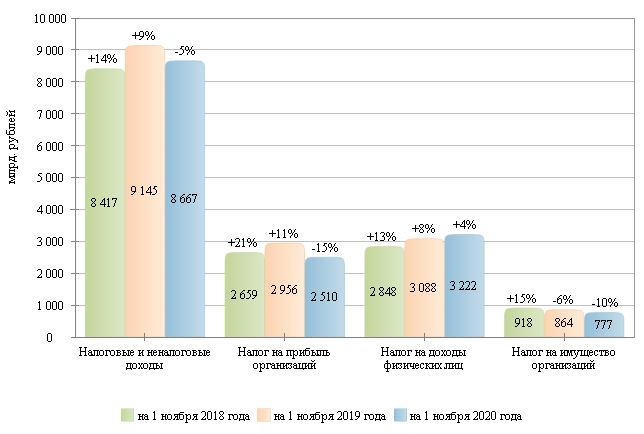 млрд. рублей
10 000
9 000
8 000
7 000
6 000
5 000
4 000
3 000
2 000
1 000
0
+14%
+9%
-5%
8 417
9 145
8 667
+21%
+11%
-15%
2 659
2 956
2 510
+13%
+8%
+4%
2 848
3 088
3 222
+15%
-6%
-10%
918
864
777
Налоговые и неналоговые
доходы
Налог на прибыль
организаций
Налог на доходы
физических лиц
Налог на имущество
организаций
на 1 ноября 2018 года
на 1 ноября 2019 года
на 1 ноября 2020 года